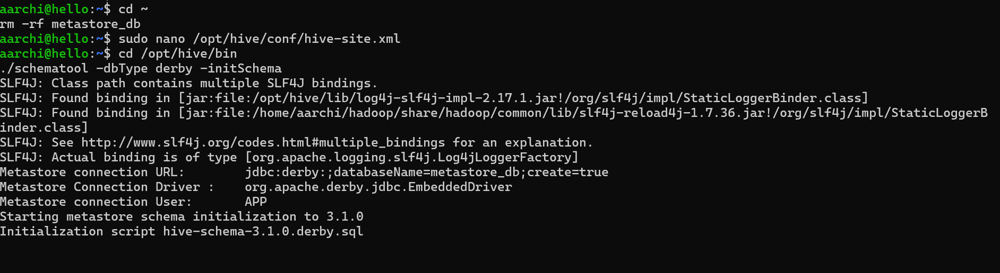 aarchi@hello:~$ cd ~
rm -rf metastore_db
aarchi@hello:~$ sudo nano /opt/hive/conf/hive-site.xml
aarchi@hello:~$ cd /opt/hive/bin
./schematool -dbType derby -initSchema
SLF4J: Class path contains multiple SLF4J bindings.
SLF4J: Found binding in [jar:file:/opt/hive/lib/log4j-slf4j-impl-2.17.1.jar!/org/slf4j/impl/StaticLoggerBinder.class]
SLF4J: Found binding in [jar:file:/home/aarchi/hadoop/share/hadoop/common/lib/slf4j-reload4j-1.7.36.jar!/org/slf4j/impl/StaticLoggerB
inder.class]
SLF4J: See http://www.slf4j.org/codes.html#multiple_bindings for an explanation.
SLF4J: Actual binding is of type [org.apache.logging.slf4j.Log4jLoggerFactory]
Metastore connection URL:        jdbc:derby:;databaseName=metastore_db;create=true
Metastore Connection Driver :    org.apache.derby.jdbc.EmbeddedDriver
Metastore connection User:       APP
Starting metastore schema initialization to 3.1.0
Initialization script hive-schema-3.1.0.derby.sql